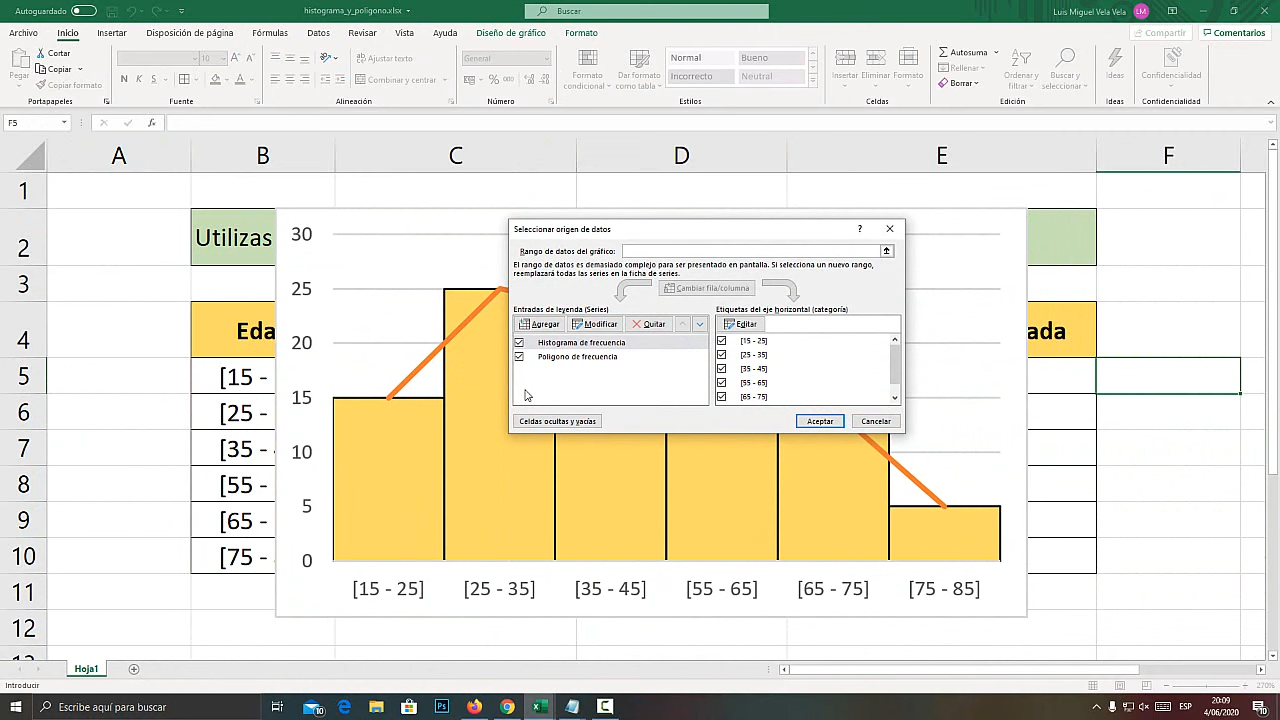 Autoguardado
histograma_y_poligono.xlsx
Buscar
Luis Miguel Vela Vela
LM
Archivo
Inicio
Insertar
Disposición de página
Fórmulas
Datos
Revisar
Vista
Ayuda
Diseño de gráfico
Formato
Compartir
Comentarios
Pegar
Cortar
Copiar
Copiar formato
Portapapeles
10
N K S
Fuente
Ajustar texto
Combinar y centrar
Alineación
General
% 000
Número
Formato condicional
Dar formato como tabla
Normal
Bueno
Incorrecto
Neutral
Estilos
Insertar
Eliminar
Formato
Celdas
Autosuma
Rellenar
Borrar
Ordenar y filtrar
Buscar y seleccionar
Edición
Ideas
Ideas
Confidencialidad
Confidencialidad
F5
fx
A B C D E F
1
2
3
4
5
6
7
8
9
10
11
12
13
Utilizas
Eda
ada
[15 -
[25 -
[35 -
[55 -
[65 -
[75 -
30
25
20
15
10
5
0
[15 - 25] [25 - 35] [35 - 45] [55 - 65] [65 - 75] [75 - 85]
Seleccionar origen de datos
?
Rango de datos del gráfico:
El rango de datos es demasiado complejo para ser presentado en pantalla. Si selecciona un nuevo rango,
reemplazará todas las series en la ficha de series.
Cambiar fila/columna
Entradas de leyenda (Series)
Agregar
Modificar
Quitar
Histograma de frecuencia
Poligono de frecuencia
Etiquetas del eje horizontal (categoría)
Editar
[15 - 25]
[25 - 35]
[35 - 45]
[55 - 65]
[65 - 75]
Celdas ocultas y vacías
Aceptar
Cancelar
Hoja1
Introducir
270%
Escribe aquí para buscar
10
ESP
20:09
4/06/2020